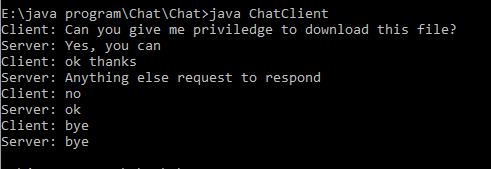 E:\java program\Chat\Chat>java ChatClient
Client: Can you give me priviledge to download this file?
Server: Yes, you can
Client: ok thanks
Server: Anything else request to respond
Client: no
Server: ok
Client: bye
Server: bye